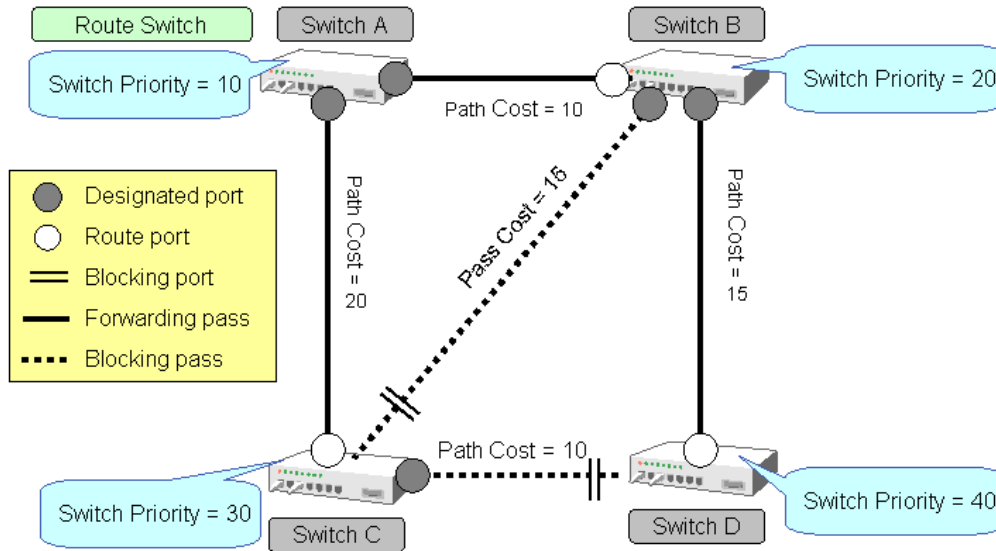 Route Switch
Switch A
Switch B
Switch Priority = 10
Switch Priority = 20
Path Cost = 10
Designated port
Route port
Blocking port
Forwarding pass
Blocking pass
Path Cost =
20
Pass Cost = 15
Path Cost =
15
Path Cost = 10
Switch Priority = 30
Switch C
Switch D
Switch Priority = 40